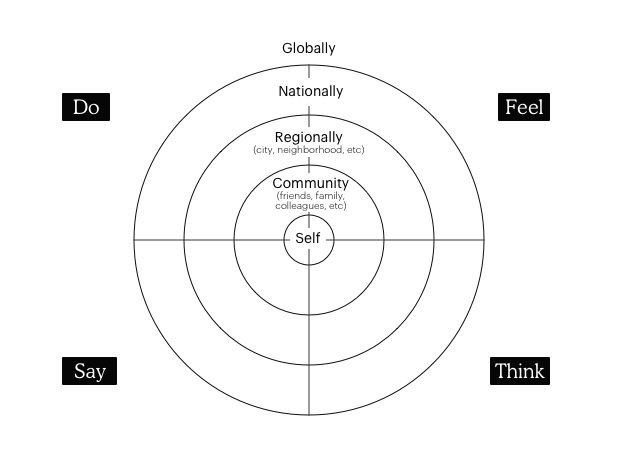 Globally
Nationally
Do
Feel
Regionally
(city, neighborhood, etc)
Community
(friends, family,
colleagues, etc)
Self
Say
Think